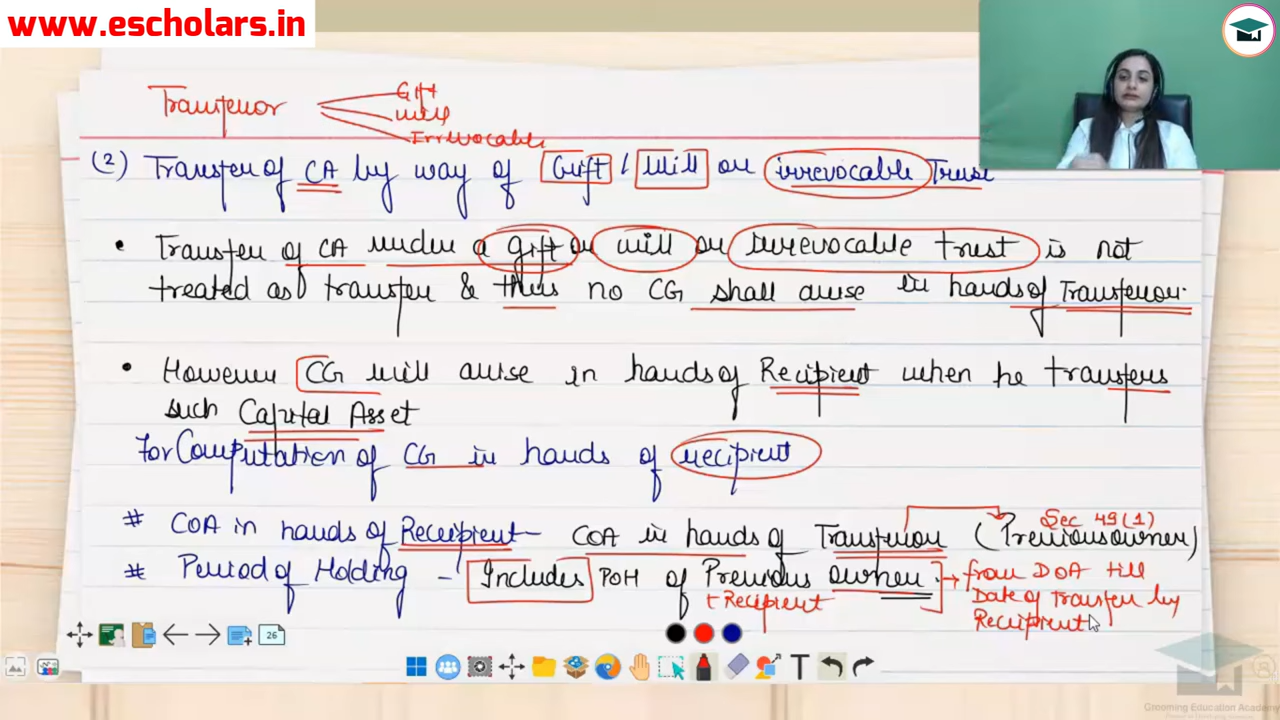 www.escholars.in
Transferor
Gift
Will
Irrevocable
(2) Transfer of CA by way of Gift / Will or irrevocable Trust
• Transfer of CA under a gift or will or irrevocable trust is not
treated as transfer & thus no CG shall arise in hands of Transferor.
• However CG will arise in hands of Recipient when he transfers
such Capital Asset
For Computation of CG in hands of recipient
Sec 49(1)
# COA in hands of Receipient - COA in hands of Transferor (Previous owner)
# Period of Holding - Includes POH of Previous owner. → from DOA till
+ Recipient
Date of Transfer by
Recipient
26
T
Grooming Education Academy